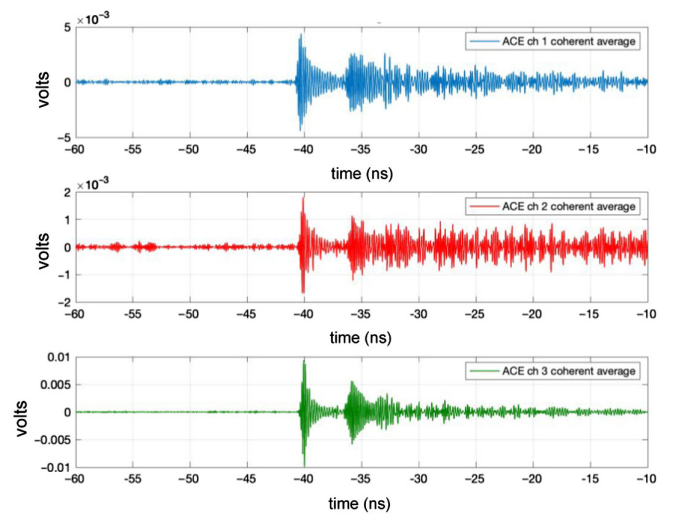 ×10⁻³
5
0
−5
volts
ACE ch 1 coherent average
−60 −55 −50 −45 −40 −35 −30 −25 −20 -15 −10
time (ns)
×10⁻³
2
1
0
−1
−2
volts
ACE ch 2 coherent average
−60 −55 −50 −45 −40 −35 −30 −25 −20 -15 −10
time (ns)
0.01
0.005
0
−0.005
−0.01
volts
ACE ch 3 coherent average
−60 −55 −50 −45 −40 −35 −30 −25 −20 -15 −10
time (ns)